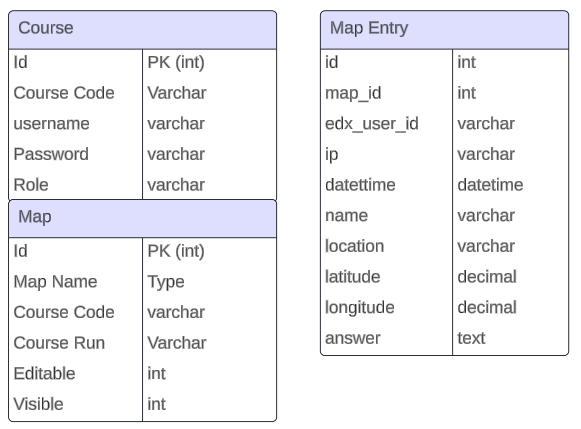 Course
Id PK (int)
Course Code Varchar
username varchar
Password varchar
Role varchar
Map
Id PK (int)
Map Name Type
Course Code varchar
Course Run Varchar
Editable int
Visible int
Map Entry
id int
map_id int
edx_user_id varchar
ip varchar
datettime datetime
name varchar
location varchar
latitude decimal
longitude decimal
answer text